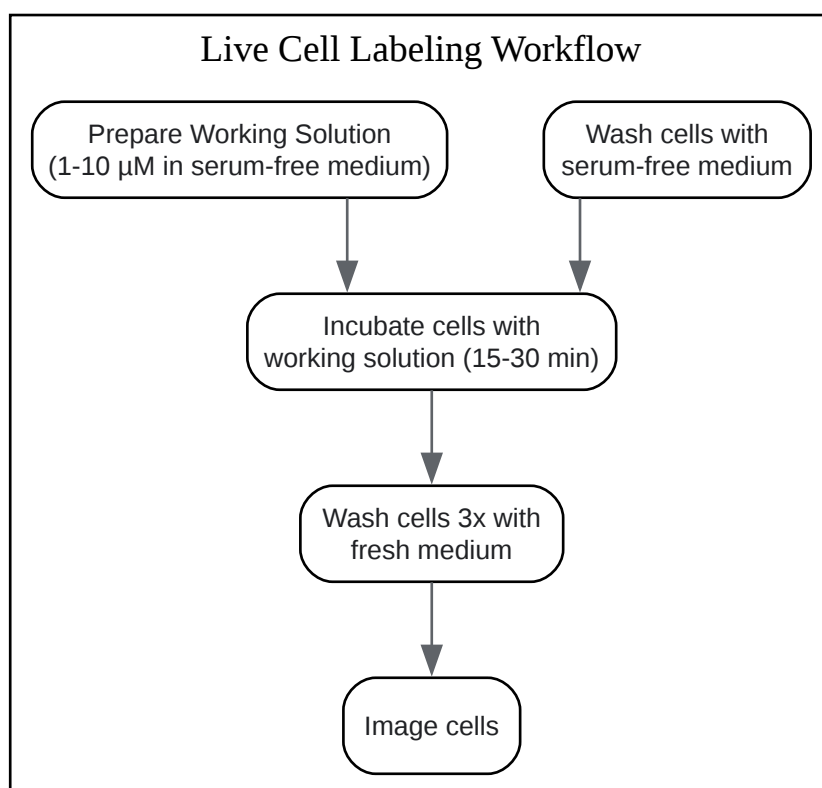 Live Cell Labeling Workflow
Prepare Working Solution
(1-10 µM in serum-free medium)
Wash cells with
serum-free medium
Incubate cells with
working solution (15-30 min)
Wash cells 3x with
fresh medium
Image cells